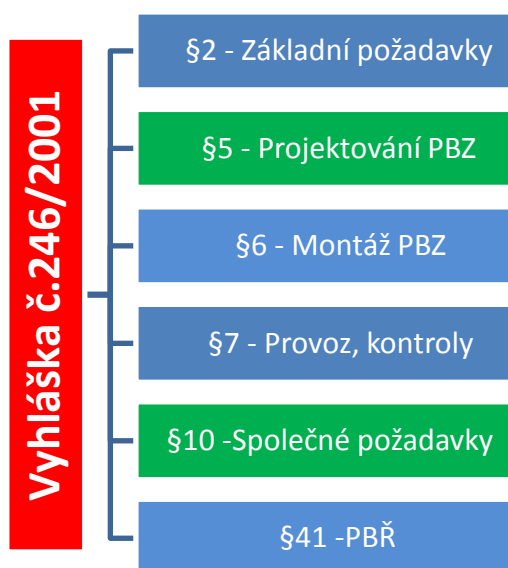 Vyhláška č.246/2001
§2 - Základní požadavky
§5 - Projektování PBZ
§6 - Montáž PBZ
§7 - Provoz, kontroly
§10 -Společné požadavky
§41 -PBŘ